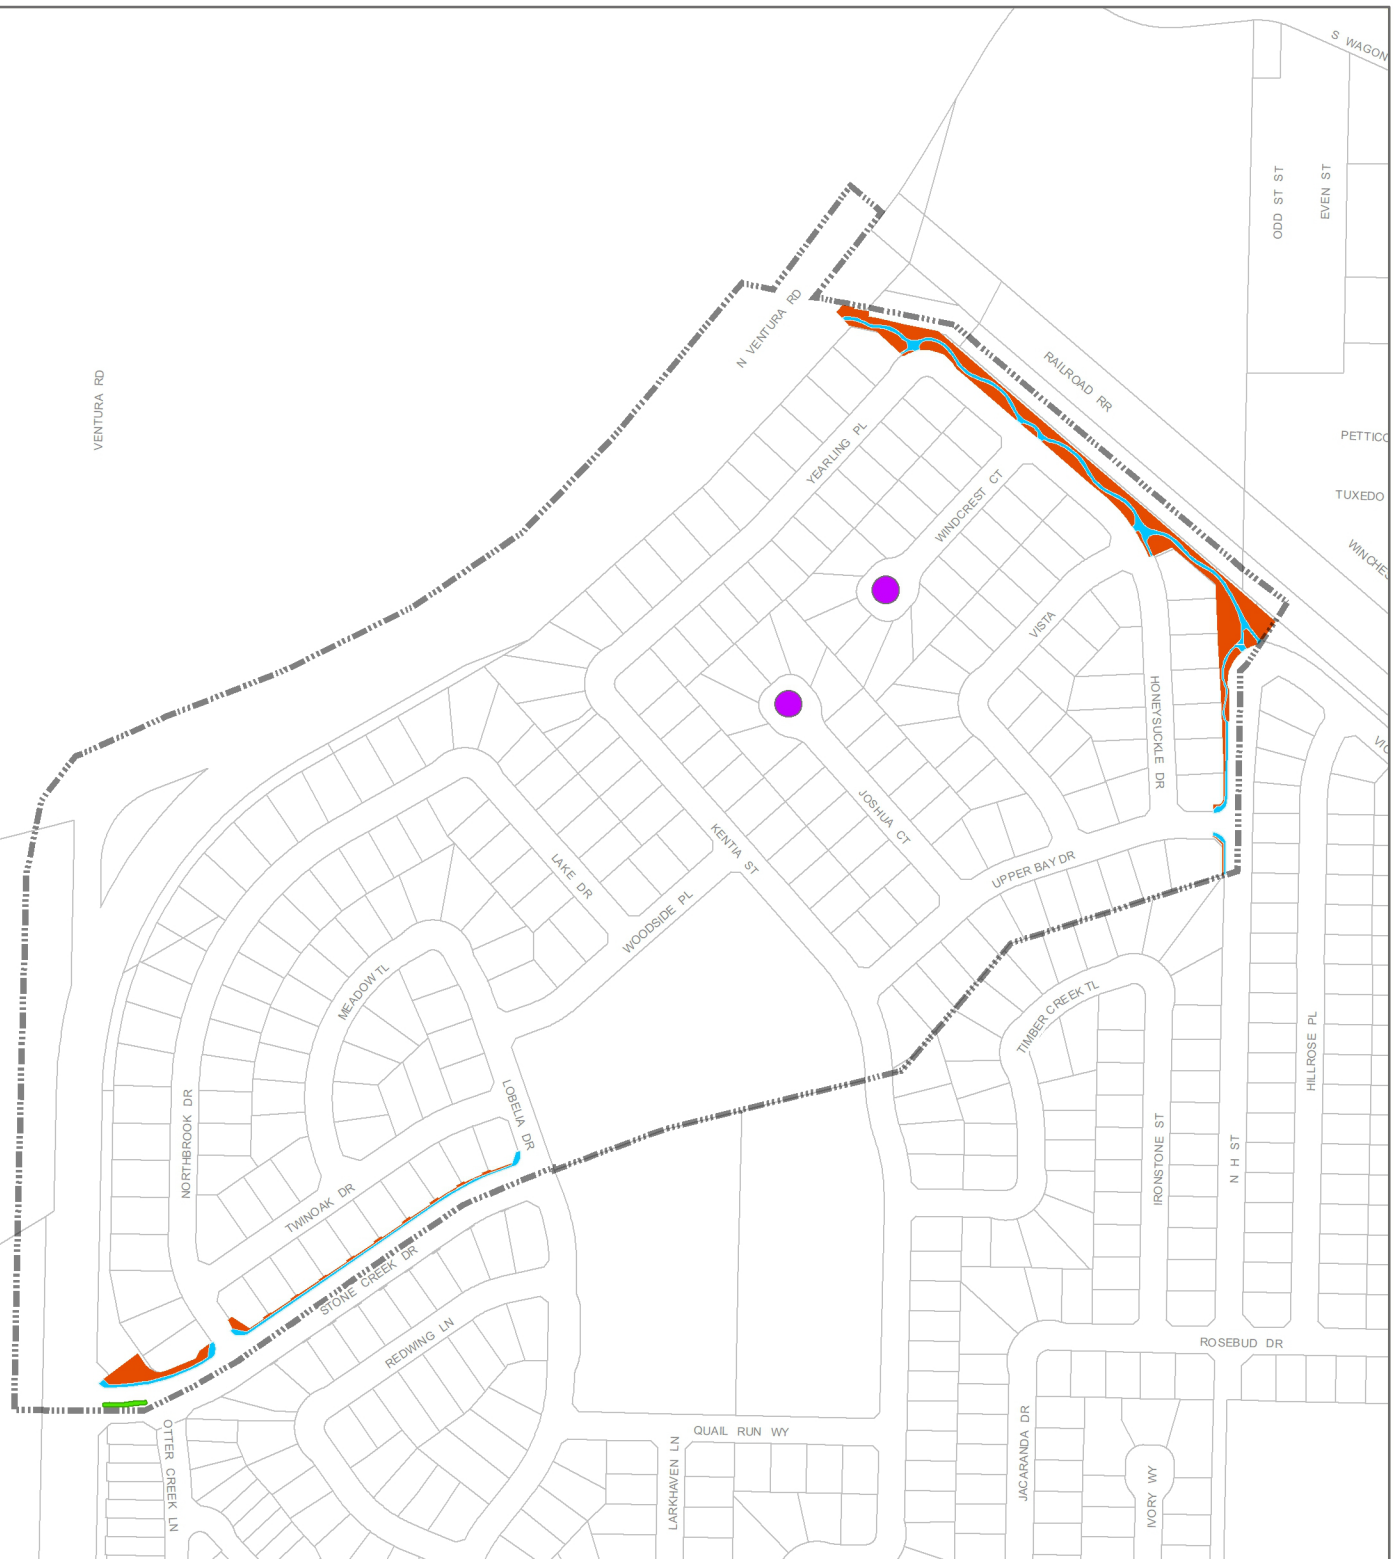 S WAGON
ODD ST ST
EVEN ST
N VENTURA RD
RAILROAD RR
VENTURA RD
PETTICO
YEARLING PL
TUXEDO
WINDCREST CT
WINCHES
VISTA
HONEYSUCKLE DR
VIC
JOSHUA CT
KENTIA ST
UPPER BAY DR
LAKE DR
WOODSIDE PL
MEADOW TL
TIMBER CREEK TL
HILLROSE PL
LOBELIA DR
NORTHBROOK DR
IRONSTONE ST
N H ST
TWINOAK DR
STONE CREEK DR
REDWING LN
ROSEBUD DR
QUAIL RUN WY
OTTER CREEK LN
LARKHAVEN LN
JACARANDA DR
IVORY WY